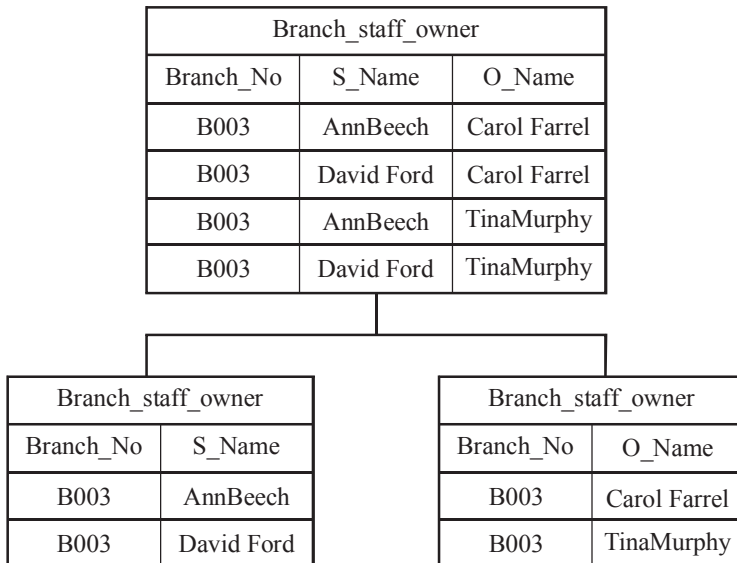 Branch_staff_owner
Branch_No S_Name O_Name
B003 AnnBeech Carol Farrel
B003 David Ford Carol Farrel
B003 AnnBeech TinaMurphy
B003 David Ford TinaMurphy
Branch_staff_owner
Branch_No S_Name
B003 AnnBeech
B003 David Ford
Branch_staff_owner
Branch_No O_Name
B003 Carol Farrel
B003 TinaMurphy